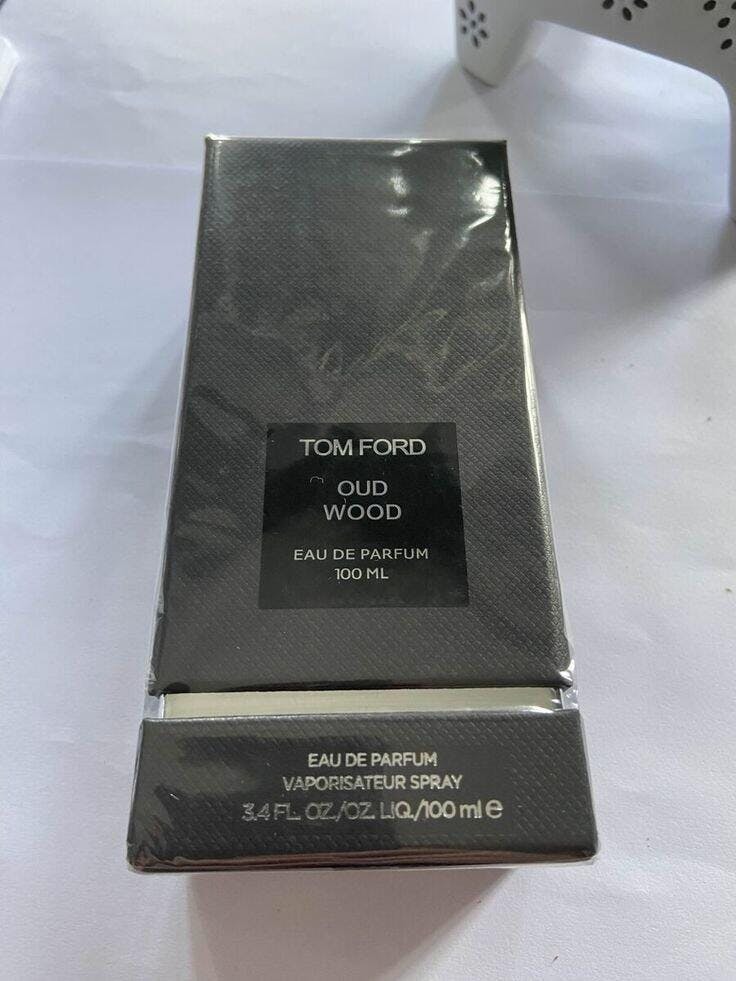 TOM FORD
OUD
WOOD
EAU DE PARFUM
100 ML
EAU DE PARFUM
VAPORISATEUR SPRAY
3.4 FL. OZ./OZ. LIQ./100 ml e